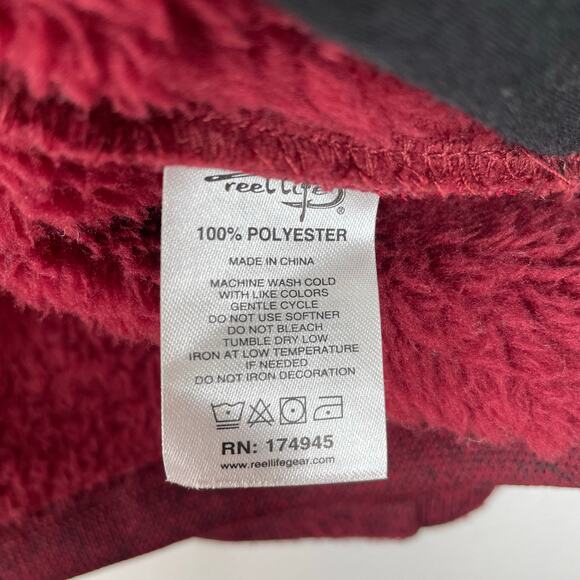 reel life ®
100% POLYESTER
MADE IN CHINA
MACHINE WASH COLD
WITH LIKE COLORS
GENTLE CYCLE
DO NOT USE SOFTNER
DO NOT BLEACH
TUMBLE DRY LOW
IRON AT LOW TEMPERATURE
IF NEEDED
DO NOT IRON DECORATION
RN: 174945
www.reellifegear.com